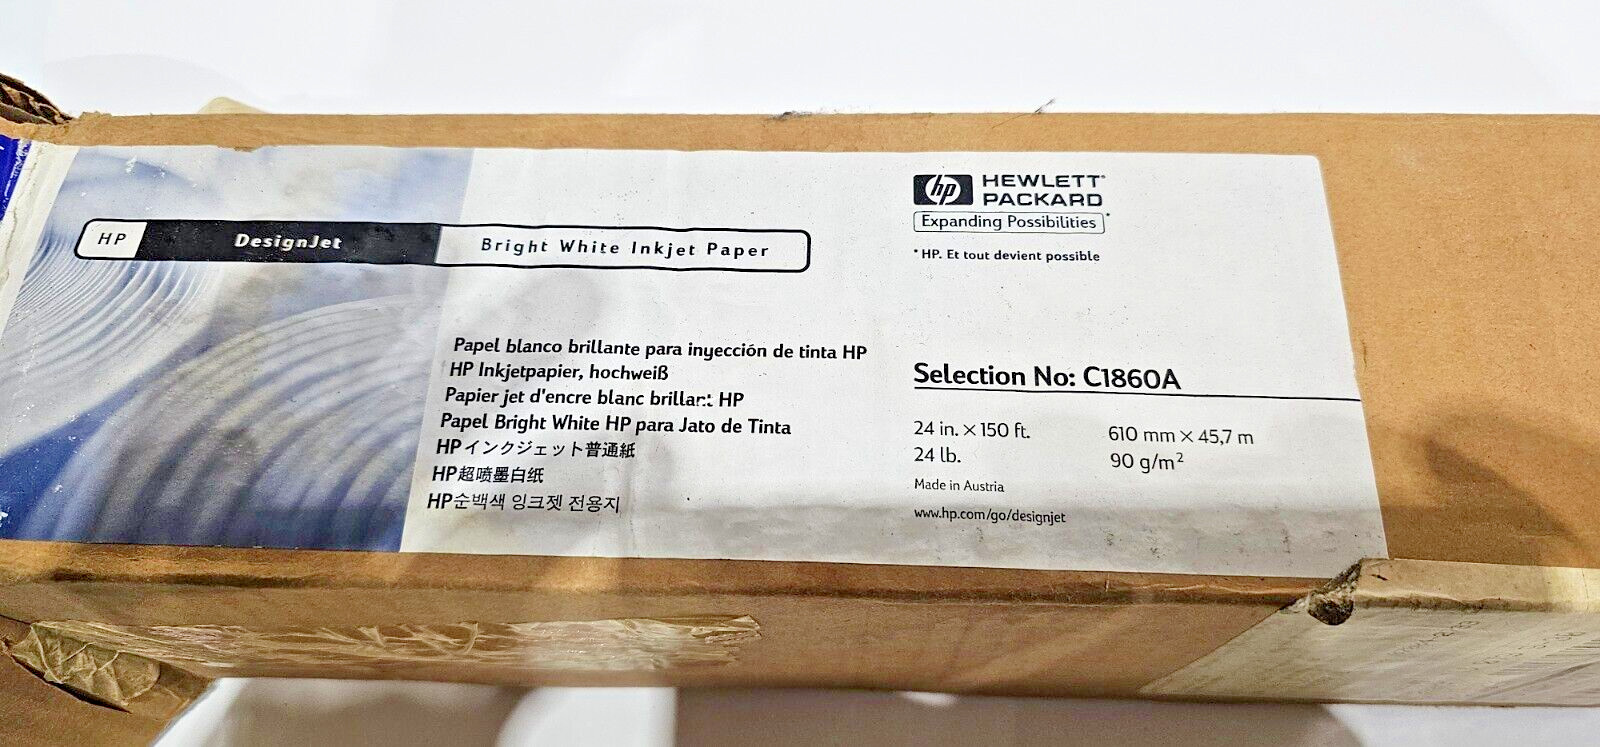 HP DesignJet Bright White Inkjet Paper
Papel blanco brillante para inyección de tinta HP
HP Inkjetpapier, hochweiß
Papier jet d'encre blanc brillant HP
Papel Bright White HP para Jato de Tinta
HPインクジェット普通紙
HP超喷墨白纸
HP순백색 잉크젯 전용지
hp HEWLETT®
PACKARD
Expanding Possibilities *
* HP. Et tout devient possible
Selection No: C1860A
24 in. × 150 ft. 610 mm × 45,7 m
24 lb. 90 g/m²
Made in Austria
www.hp.com/go/designjet